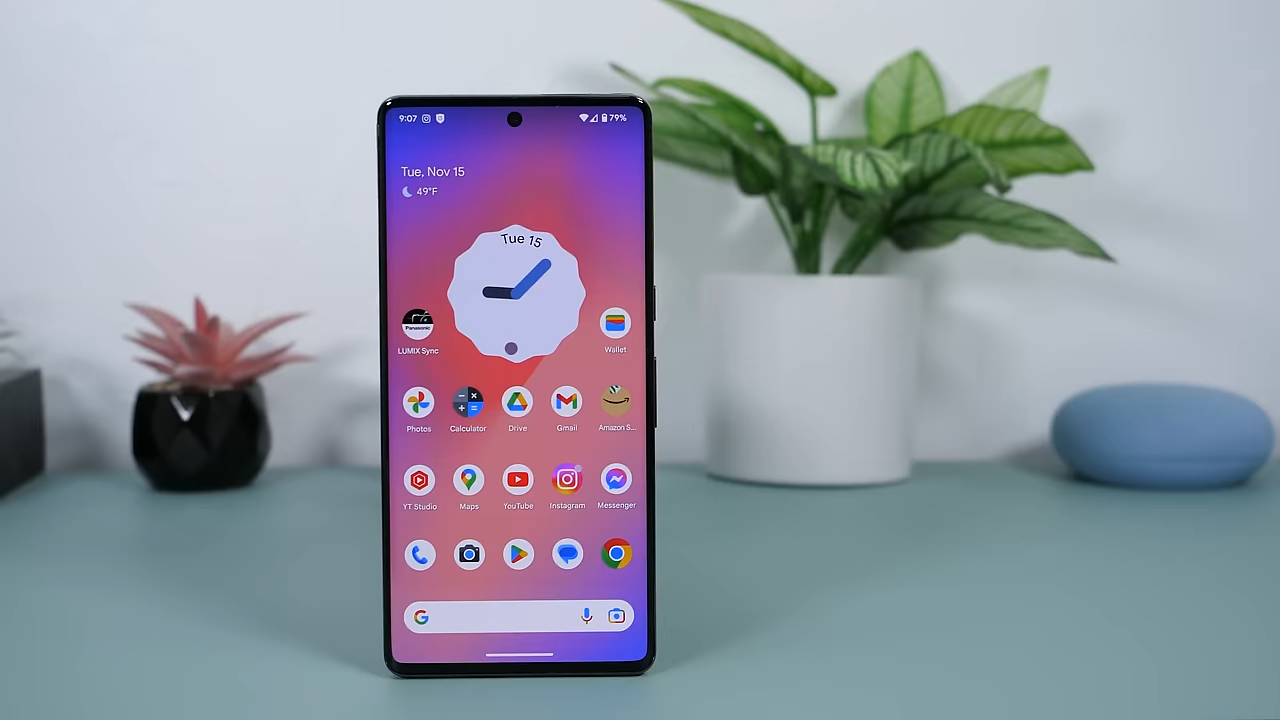 9:07 79%
Tue, Nov 15
49°F
Tue 15
Panasonic
LUMIX Sync Wallet
Photos Calculator Drive Gmail Amazon S...
YT Studio Maps YouTube Instagram Messenger